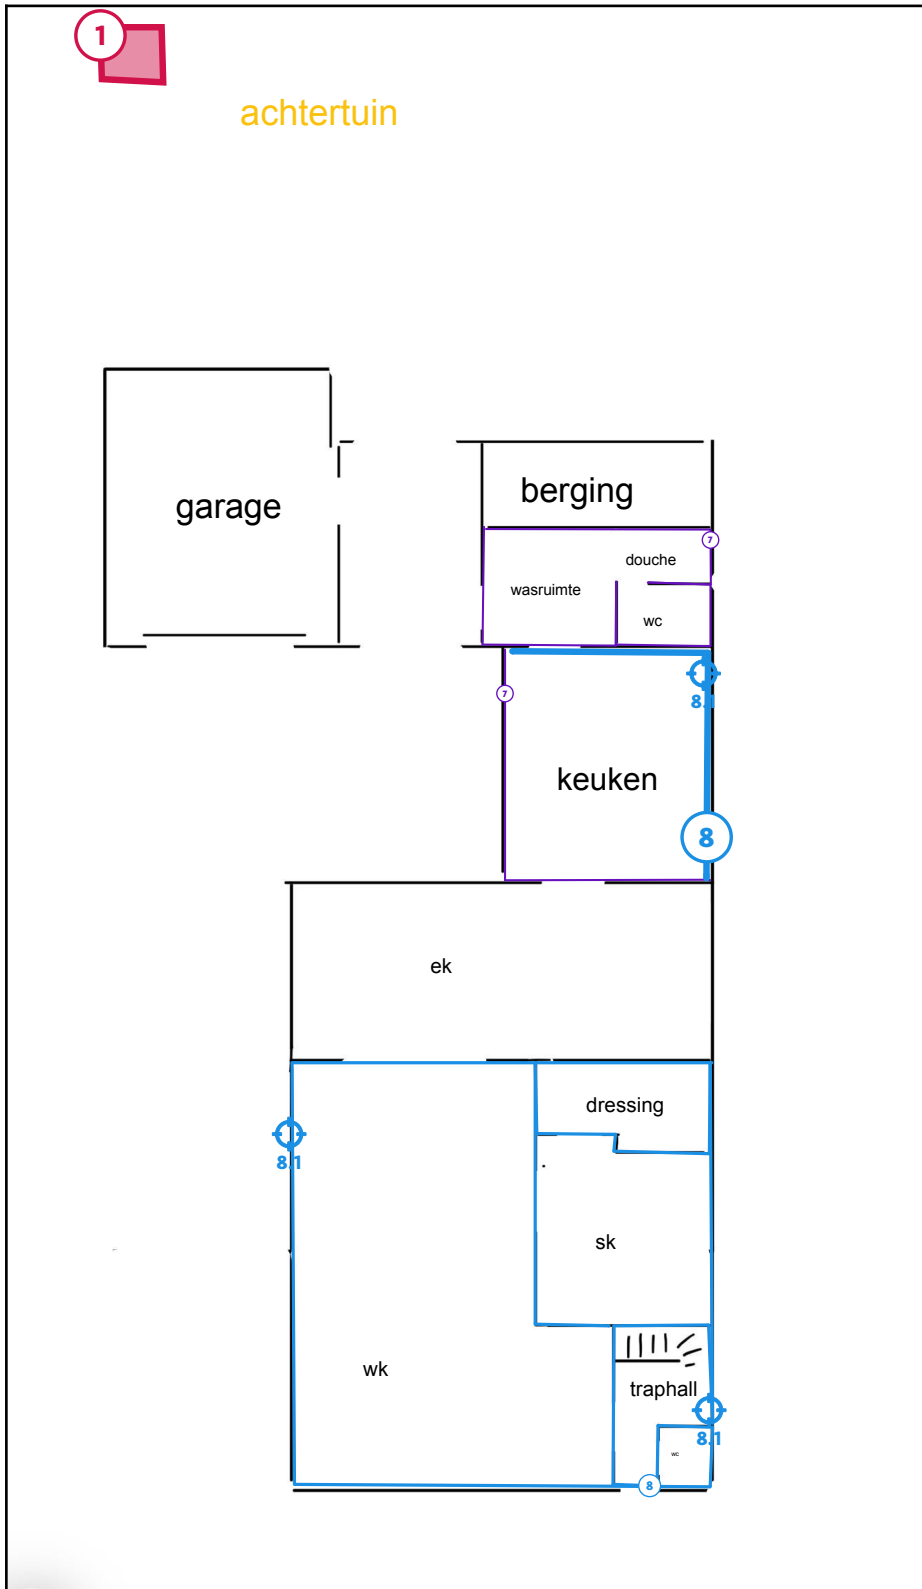 1
achtertuin
garage
berging
7
douche
wasruimte
wc
7
8.1
keuken
8
ek
dressing
8.1
sk
wk
traphall
8.1
wc
8